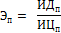 Эп = ИДп / ИЦп